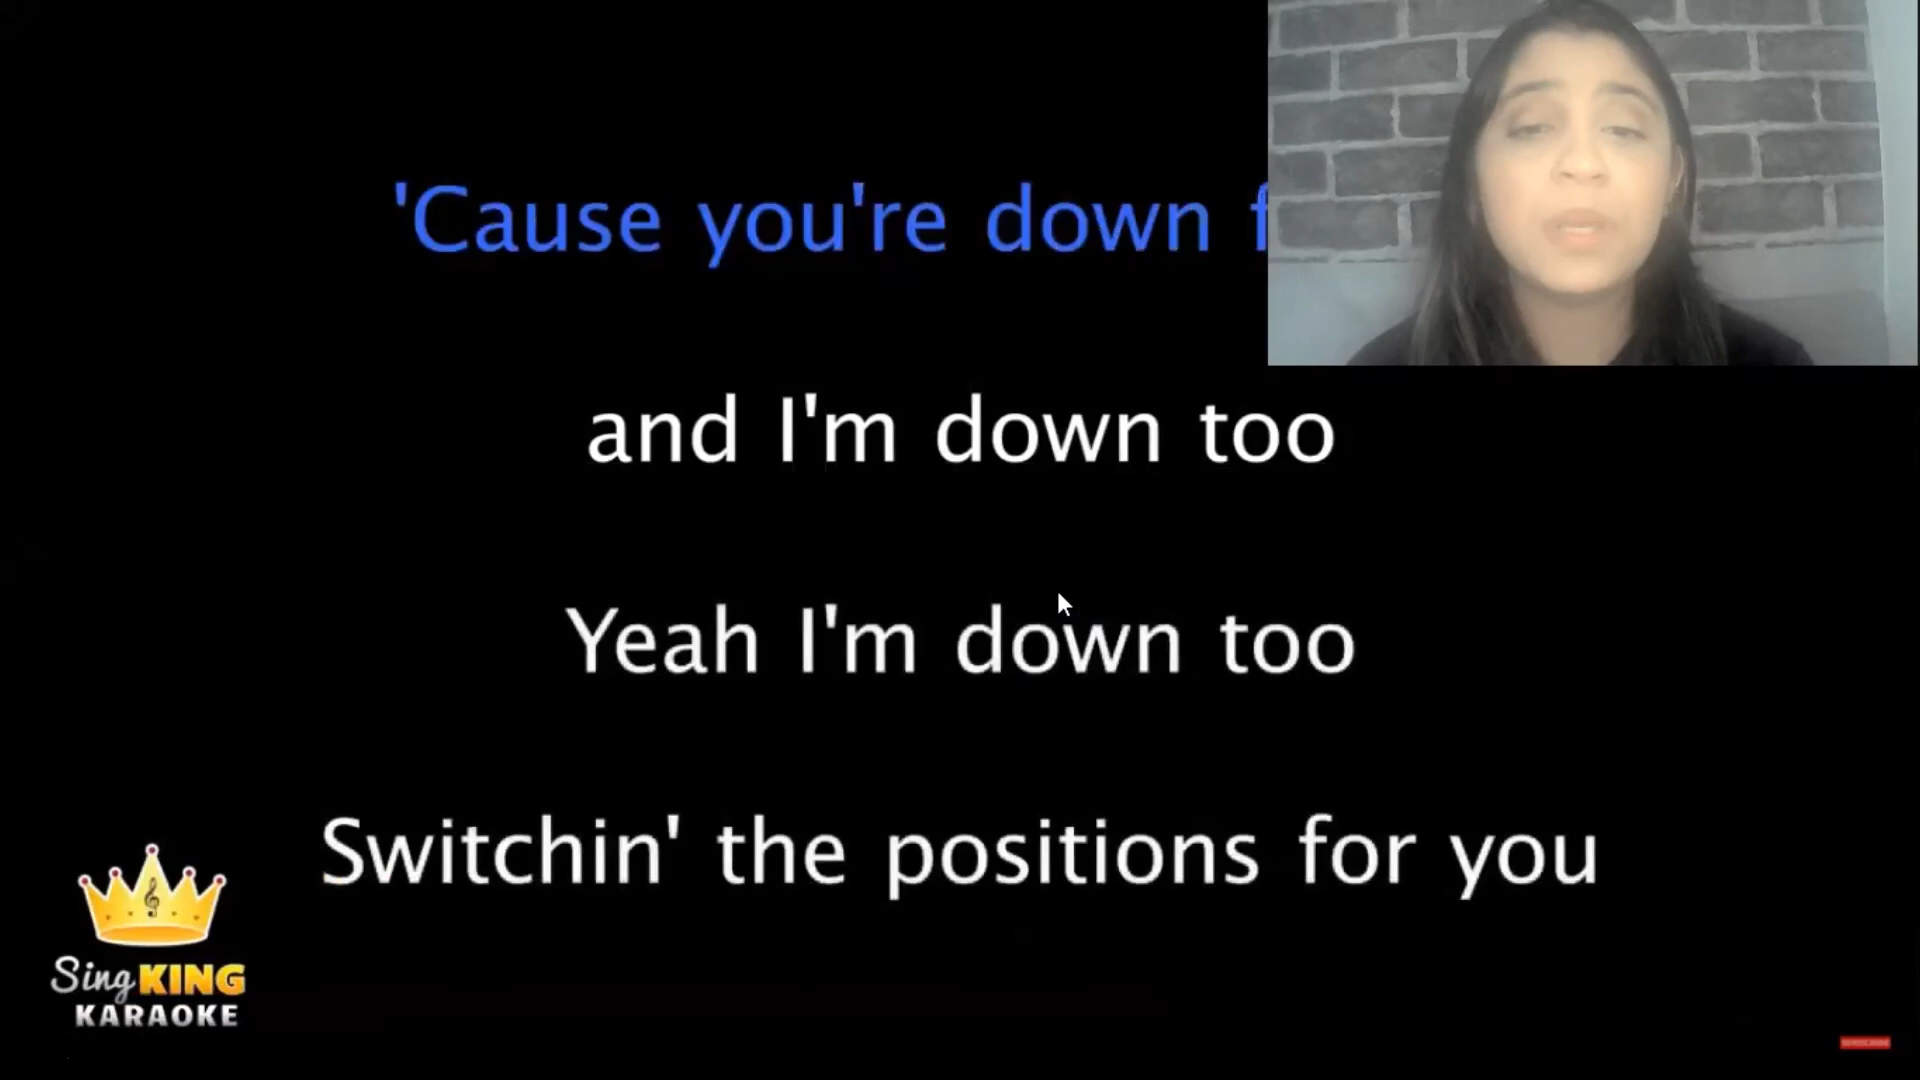 'Cause you're down f
and I'm down too
Yeah I'm down too
Switchin' the positions for you
Sing KING
KARAOKE